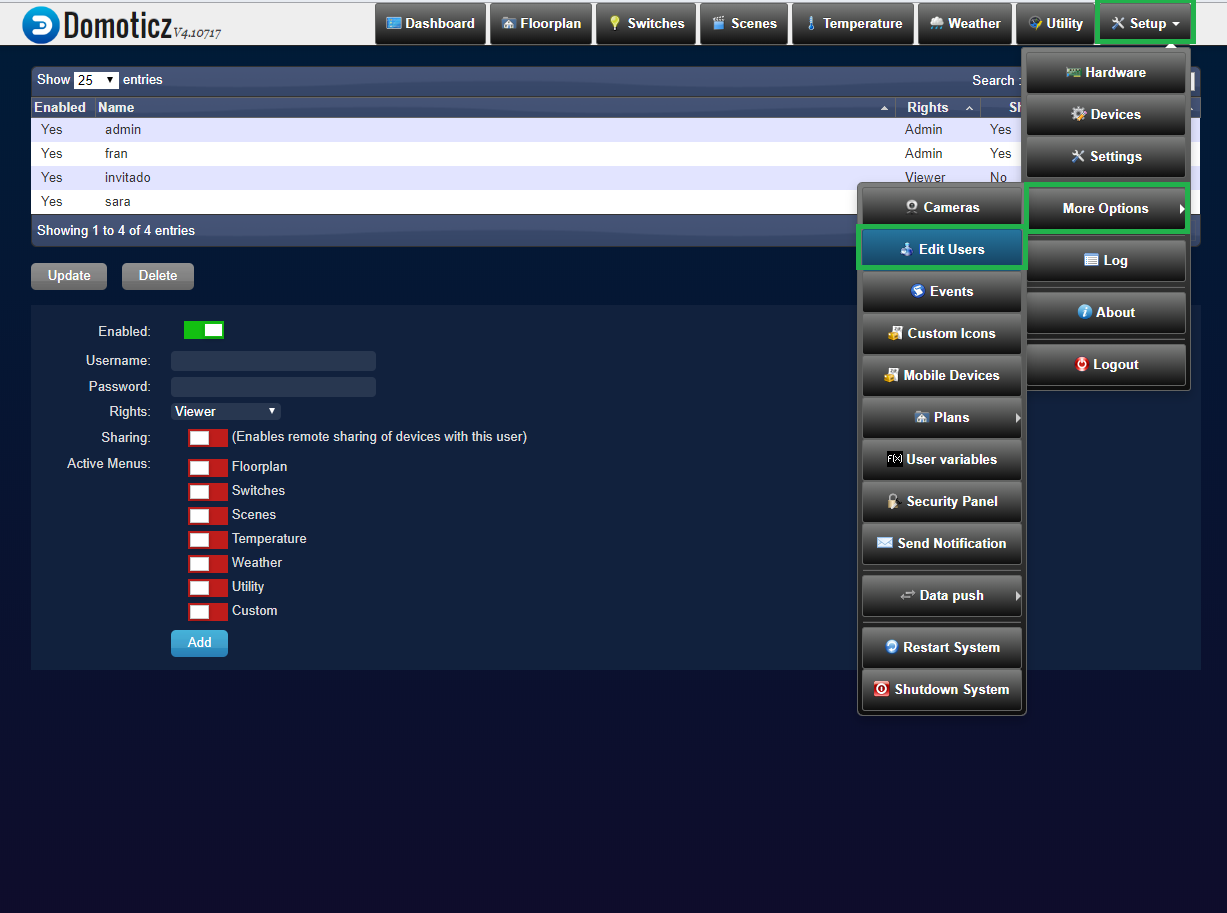 Domoticz V4.10717
Dashboard Floorplan Switches Scenes Temperature Weather Utility Setup
Show 25 entries Search :
Enabled Name Rights
Yes admin Admin Yes
Yes fran Admin Yes
Yes invitado Viewer No
Yes sara
Showing 1 to 4 of 4 entries
Update Delete
Enabled:
Username:
Password:
Rights: Viewer
Sharing: (Enables remote sharing of devices with this user)
Active Menus: Floorplan
Switches
Scenes
Temperature
Weather
Utility
Custom
Add
Hardware
Devices
Settings
More Options
Log
About
Logout
Cameras
Edit Users
Events
Custom Icons
Mobile Devices
Plans
F(x) User variables
Security Panel
Send Notification
Data push
Restart System
Shutdown System